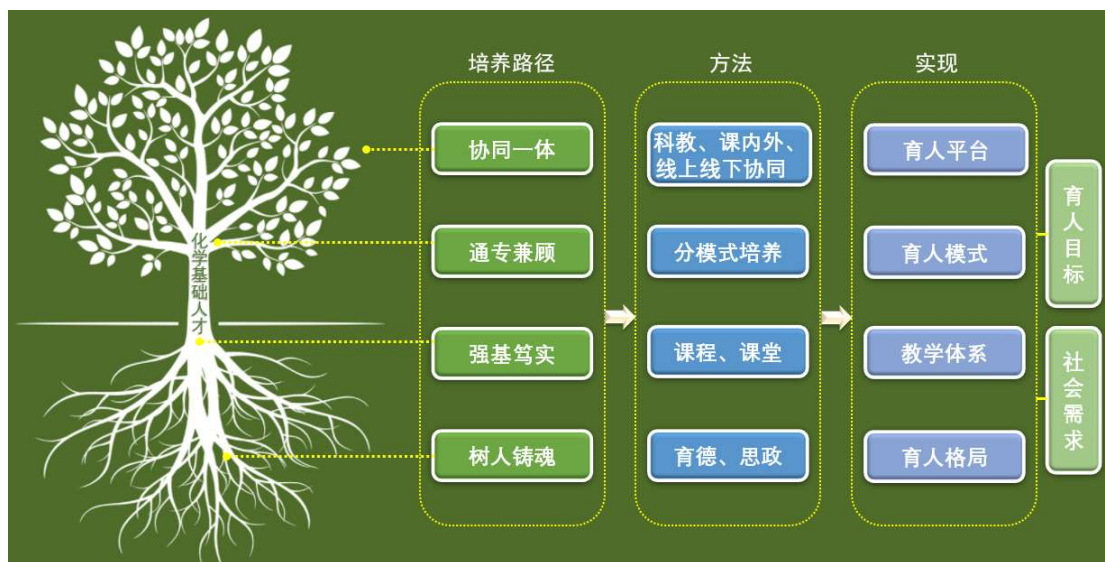 培养路径
方法
实现
化学基础人才
协同一体
科教、课内外、
线上线下协同
育人平台
通专兼顾
分模式培养
育人模式
强基笃实
课程、课堂
教学体系
树人铸魂
育德、思政
育人格局
育人目标
社会需求